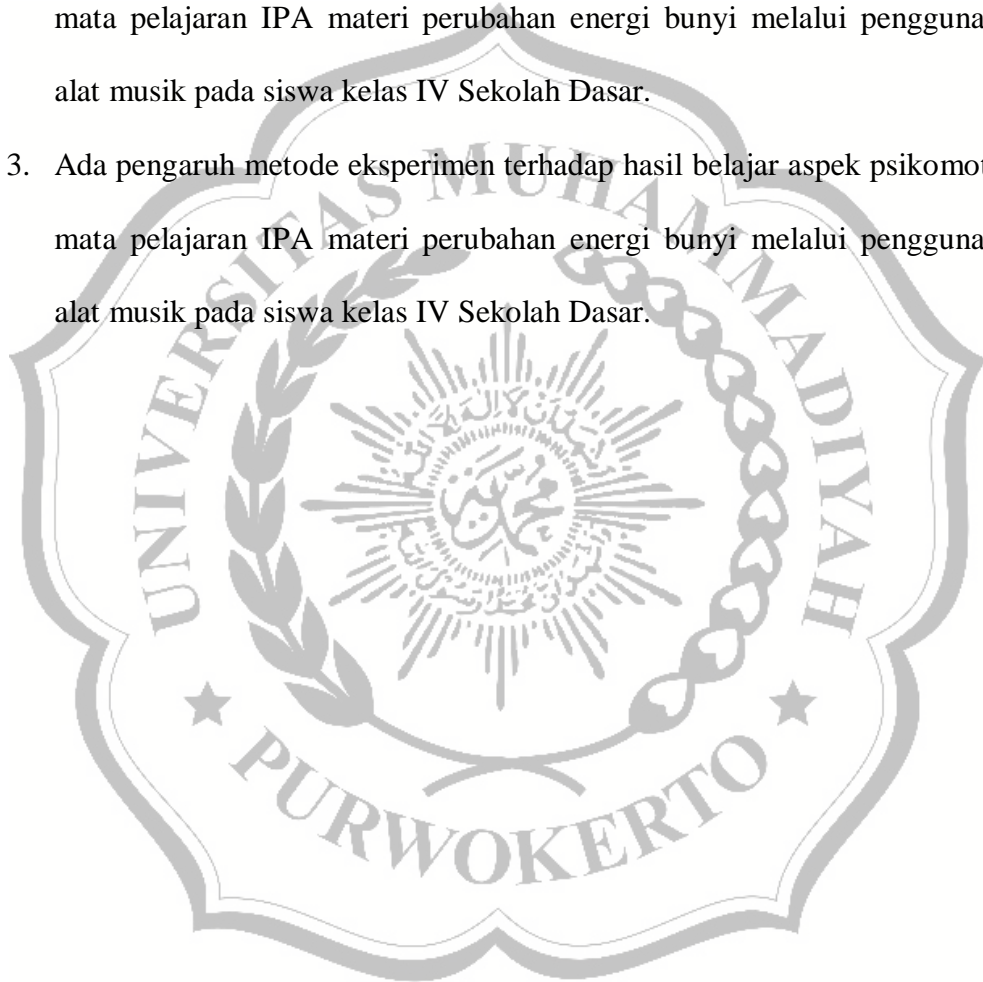 mata pelajaran IPA materi perubahan energi bunyi melalui pengguna
alat musik pada siswa kelas IV Sekolah Dasar.
3. Ada pengaruh metode eksperimen terhadap hasil belajar aspek psikomot
mata pelajaran IPA materi perubahan energi bunyi melalui pengguna
alat musik pada siswa kelas IV Sekolah Dasar.
UNIVERSITAS MUHAMMADIYAH
PURWOKERTO